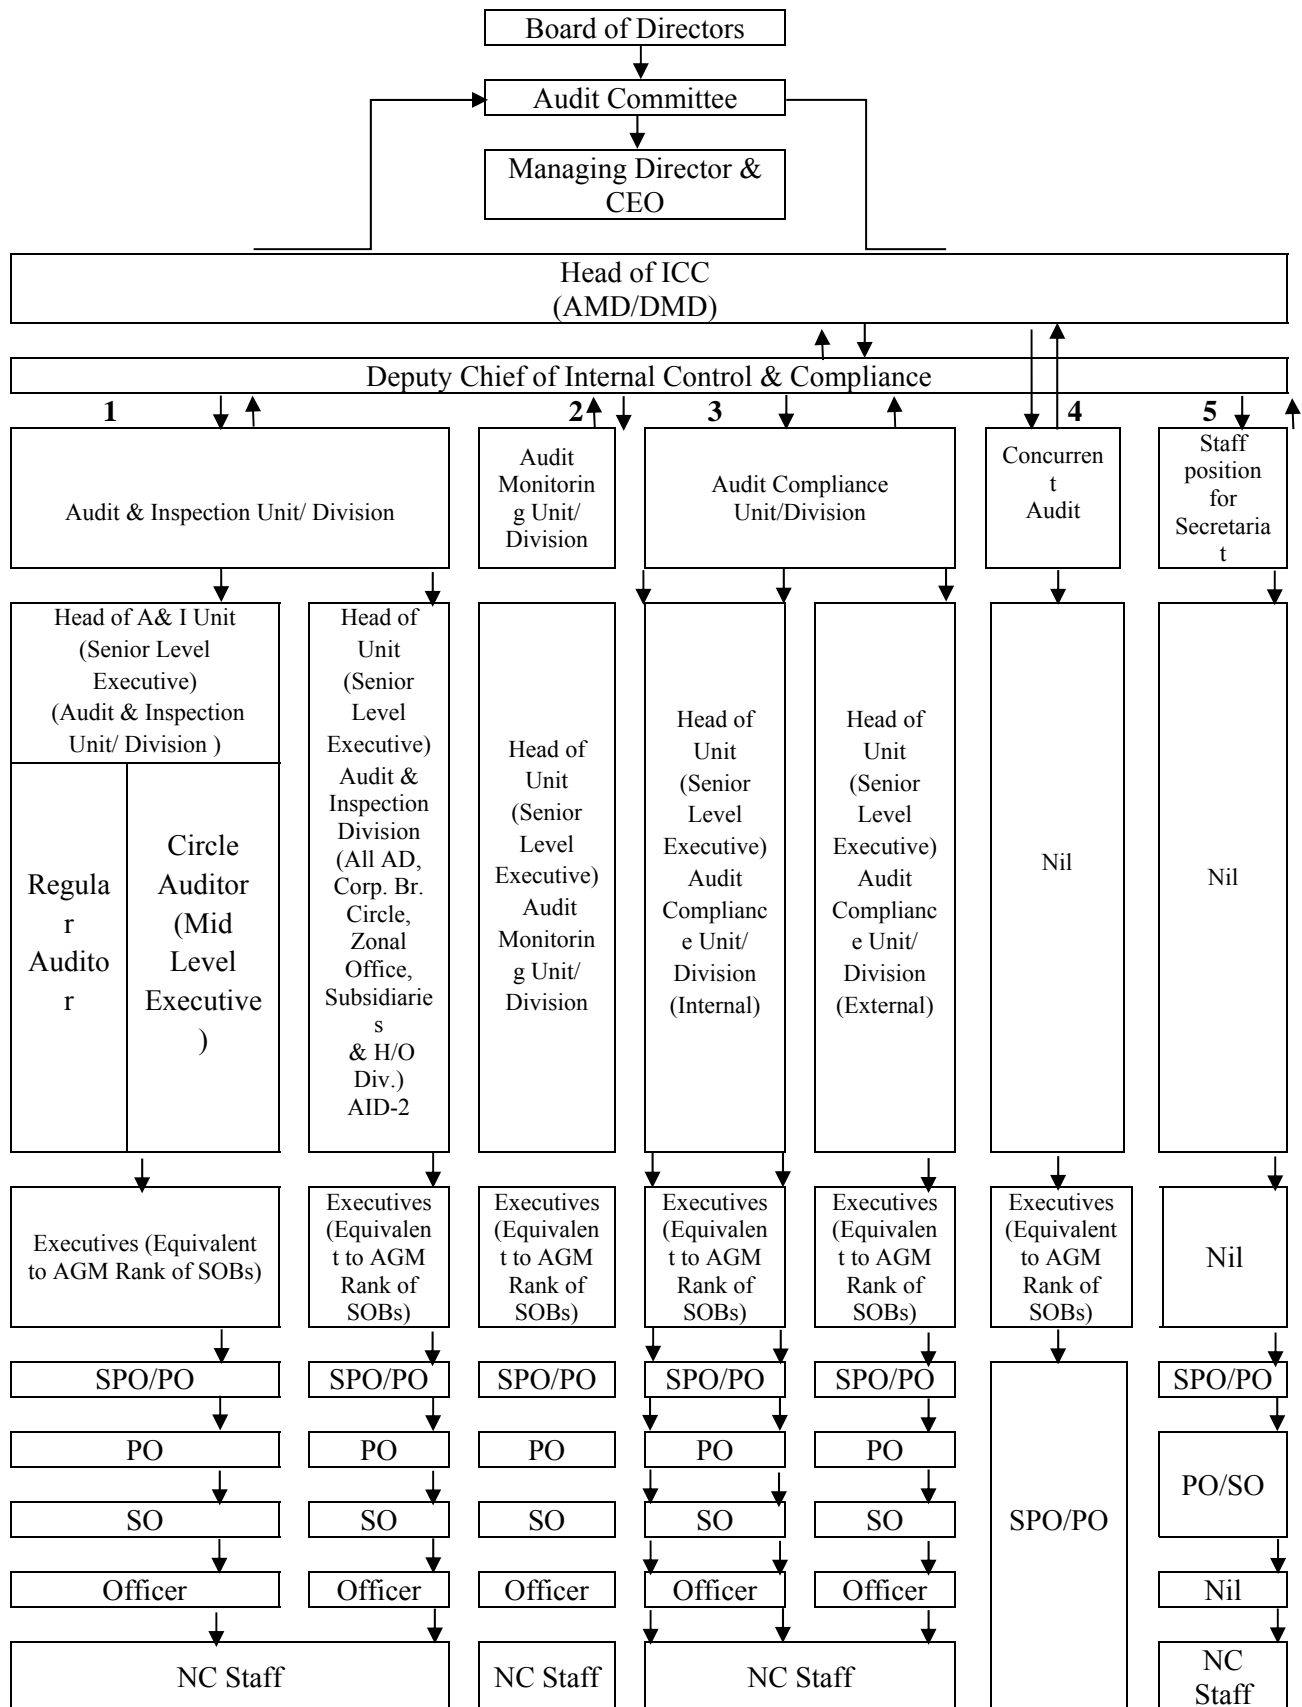 Board of Directors
Audit Committee
Managing Director &
CEO
Head of ICC
(AMD/DMD)
Deputy Chief of Internal Control & Compliance
1
2
3
4
5
Audit & Inspection Unit/ Division
Audit
Monitorin
g Unit/
Division
Audit Compliance
Unit/Division
Concurren
t
Audit
Staff
position
for
Secretaria
t
Head of A& I Unit
(Senior Level
Executive)
(Audit & Inspection
Unit/ Division )
Regula
r
Audito
r
Circle
Auditor
(Mid
Level
Executive
)
Head of
Unit
(Senior
Level
Executive)
Audit &
Inspection
Division
(All AD,
Corp. Br.
Circle,
Zonal
Office,
Subsidiarie
s
& H/O
Div.)
AID-2
Head of
Unit
(Senior
Level
Executive)
Audit
Monitorin
g Unit/
Division
Head of
Unit
(Senior
Level
Executive)
Audit
Complianc
e Unit/
Division
(Internal)
Head of
Unit
(Senior
Level
Executive)
Audit
Complianc
e Unit/
Division
(External)
Nil
Nil
Executives (Equivalent
to AGM Rank of SOBs)
Executives
(Equivalen
t to AGM
Rank of
SOBs)
Executives
(Equivalen
t to AGM
Rank of
SOBs)
Executives
(Equivalen
t to AGM
Rank of
SOBs)
Executives
(Equivalen
t to AGM
Rank of
SOBs)
Executives
(Equivalent
to AGM
Rank of
SOBs)
Nil
SPO/PO
SPO/PO
SPO/PO
SPO/PO
SPO/PO
SPO/PO
SPO/PO
PO
PO
PO
PO
PO
PO/SO
SO
SO
SO
SO
SO
Officer
Officer
Officer
Officer
Officer
Nil
NC Staff
NC Staff
NC Staff
NC
Staff